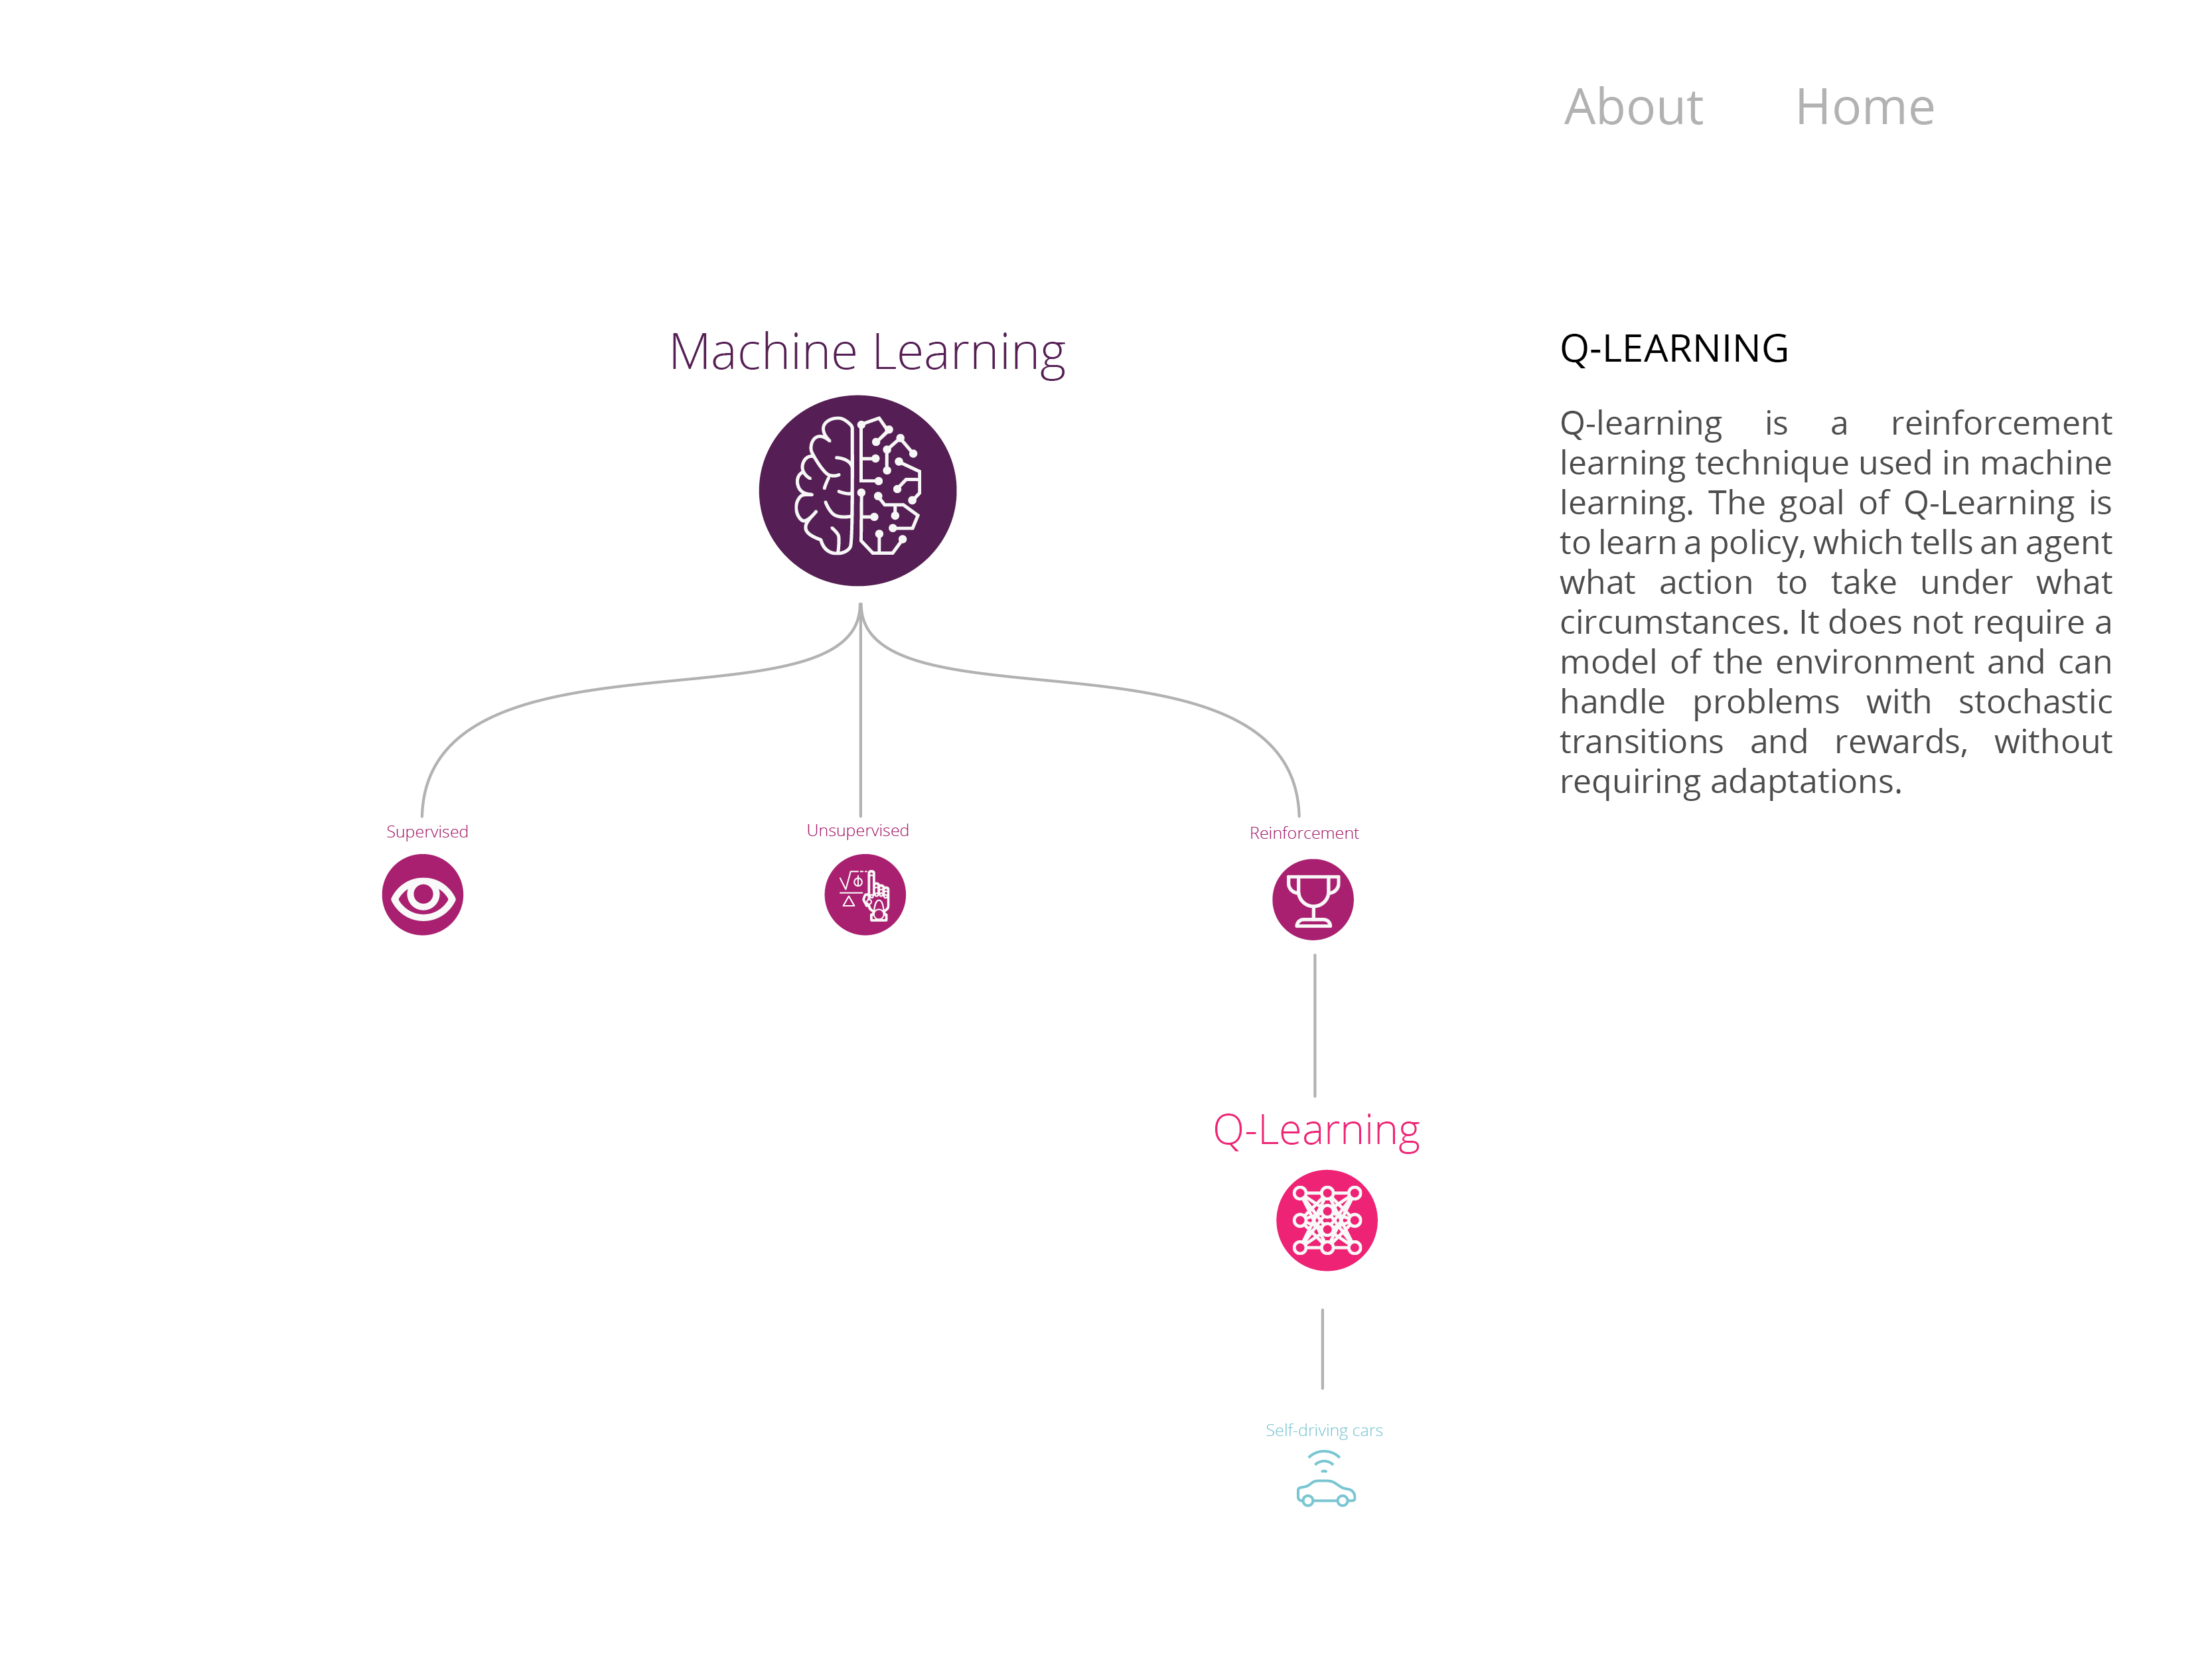 About Home
Machine Learning
Q-LEARNING
Q-learning is a reinforcement
learning technique used in machine
learning. The goal of Q-Learning is
to learn a policy, which tells an agent
what action to take under what
circumstances. It does not require a
model of the environment and can
handle problems with stochastic
transitions and rewards, without
requiring adaptations.
Supervised
Unsupervised
Reinforcement
Q-Learning
Self-driving cars